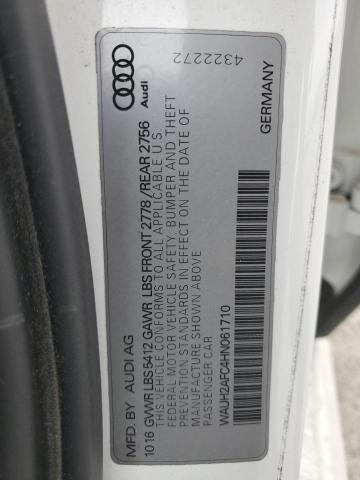 MFD. BY AUDI AG
10 16 GVWR LBS 5412 GAWR LBS FRONT 2778 / REAR 2756
THIS VEHICLE CONFORMS TO ALL APPLICABLE U.S.
FEDERAL MOTOR VEHICLE SAFETY, BUMPER AND THEFT
PREVENTION STANDARDS IN EFFECT ON THE DATE OF
MANUFACTURE SHOWN ABOVE
PASSENGER CAR
WAUH2AFC4HN061710
Audi
4322272
GERMANY